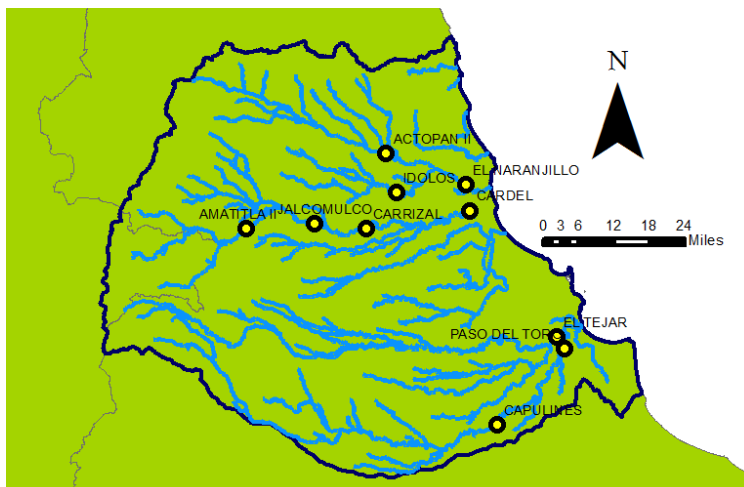 N
ACTOPAN II
EL NARANJILLO
IDOLOS
CARDEL
AMATITLA II
JALCOMULCO
CARRIZAL
0 3 6 12 18 24
Miles
EL TEJAR
PASO DEL TORO
CAPULINES